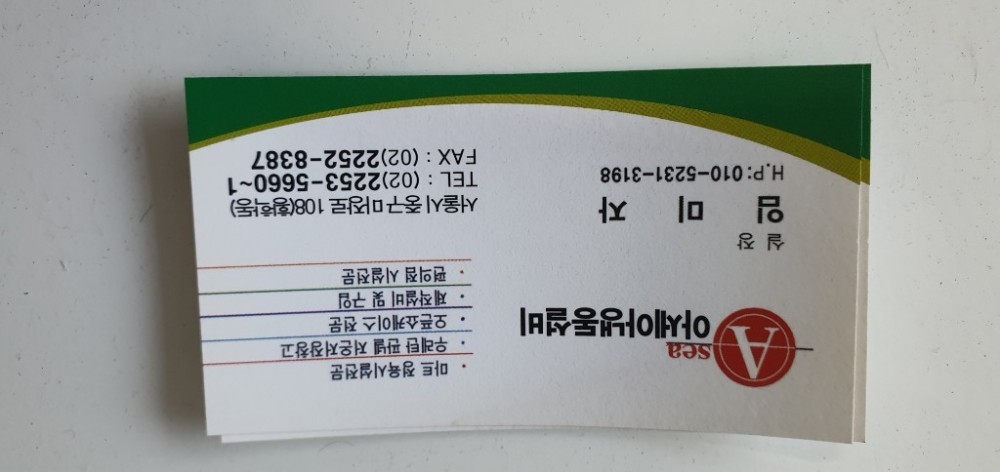 A
sea
아세아냉동설비
실 장
임 미 자
H.P:010-5231-3198
· 마트 정육시설전문
· 우레탄 판넬 저온저장창고
· 오픈쇼케이스 전문
· 제작설비 및 구입
· 편의점 시설전문
서울시 중구 마장로 108(황학동)
TEL : (02)2253-5660~1
FAX : (02)2252-8387